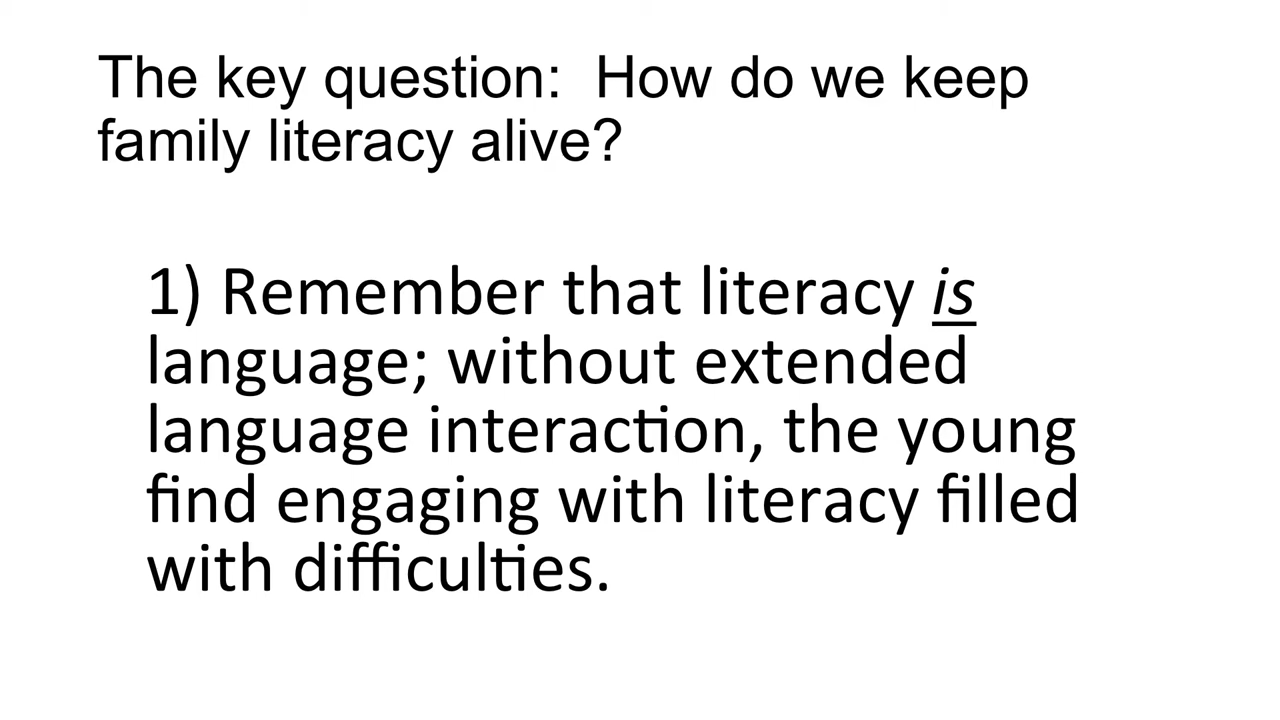 The key question:  How do we keep
family literacy alive?
1) Remember that literacy is
language; without extended
language interaction, the young
find engaging with literacy filled
with difficulties.